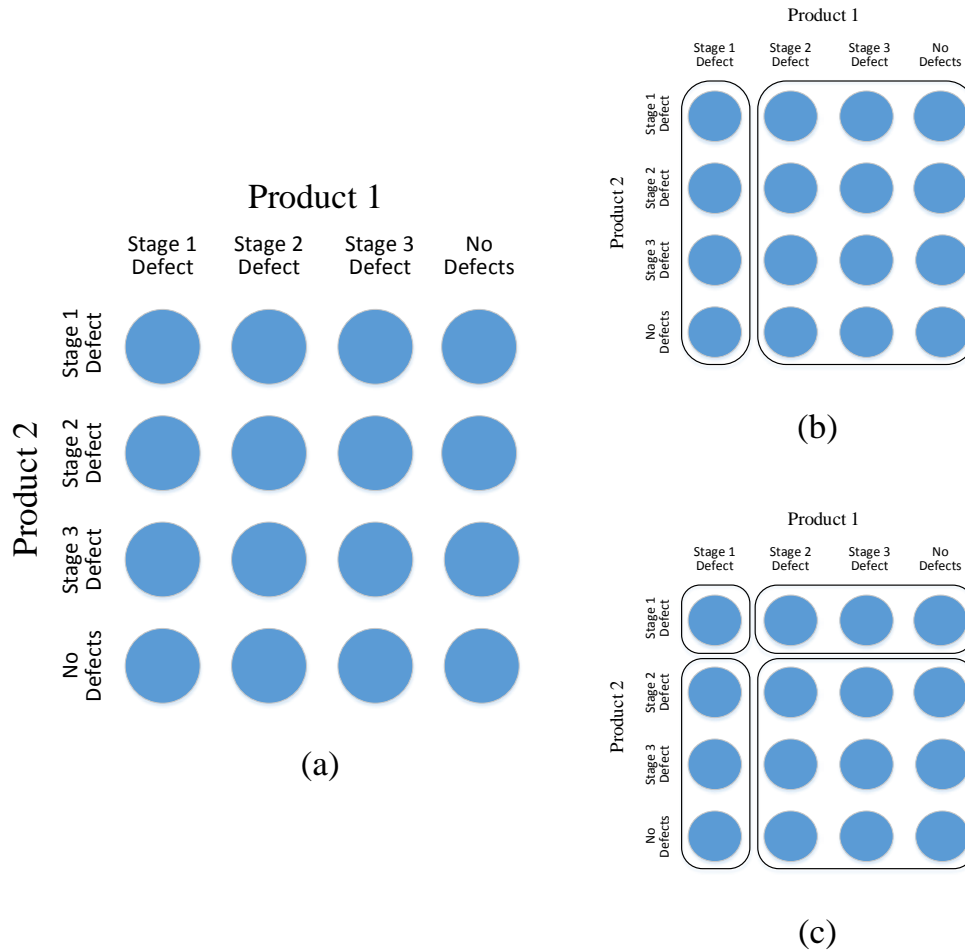 Product 1
Stage 1 Defect
Stage 2 Defect
Stage 3 Defect
No Defects
Product 2
Stage 1 Defect
Stage 2 Defect
Stage 3 Defect
No Defects
(a)
Product 1
Stage 1 Defect
Stage 2 Defect
Stage 3 Defect
No Defects
Product 2
Stage 1 Defect
Stage 2 Defect
Stage 3 Defect
No Defects
(b)
Product 1
Stage 1 Defect
Stage 2 Defect
Stage 3 Defect
No Defects
Product 2
Stage 1 Defect
Stage 2 Defect
Stage 3 Defect
No Defects
(c)